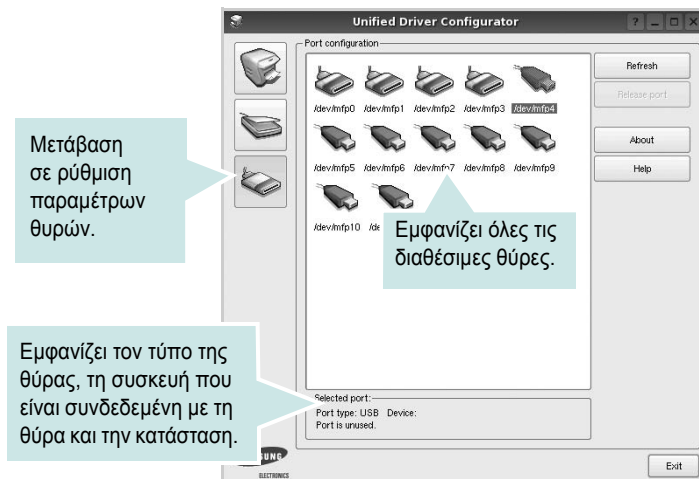 Unified Driver Configurator
Port configuration
/dev/mfp0 /dev/mfp1 /dev/mfp2 /dev/mfp3 /dev/mfp4
/dev/mfp5 /dev/mfp6 /dev/mfp7 /dev/mfp8 /dev/mfp9
/dev/mfp10
Refresh
Release port
About
Help
Μετάβαση
σε ρύθμιση
παραμέτρων
θυρών.
Εμφανίζει όλες τις
διαθέσιμες θύρες.
Εμφανίζει τον τύπο της
θύρας, τη συσκευή που
είναι συνδεδεμένη με τη
θύρα και την κατάσταση.
Selected port:
Port type: USB Device:
Port is unused.
ELECTRONICS
Exit